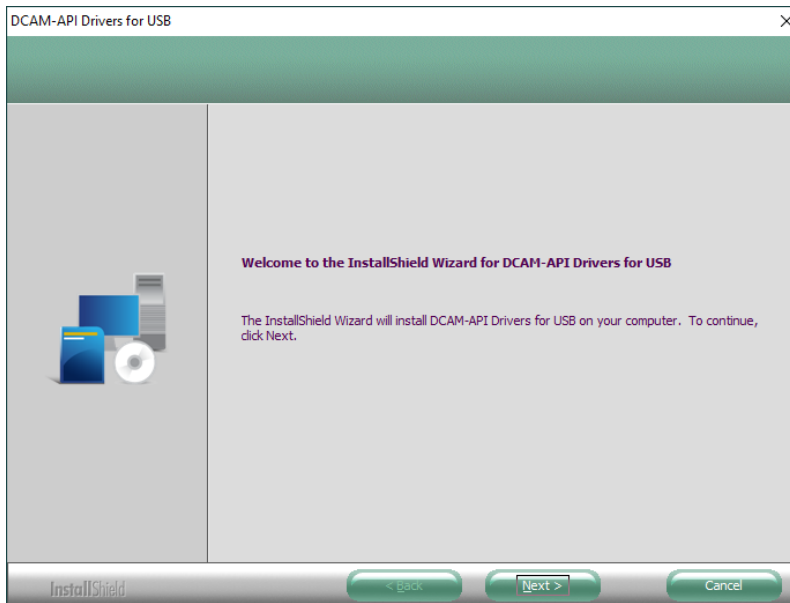 DCAM-API Drivers for USB
Welcome to the InstallShield Wizard for DCAM-API Drivers for USB
The InstallShield Wizard will install DCAM-API Drivers for USB on your computer.  To continue,
click Next.
InstallShield
< Back
Next >
Cancel